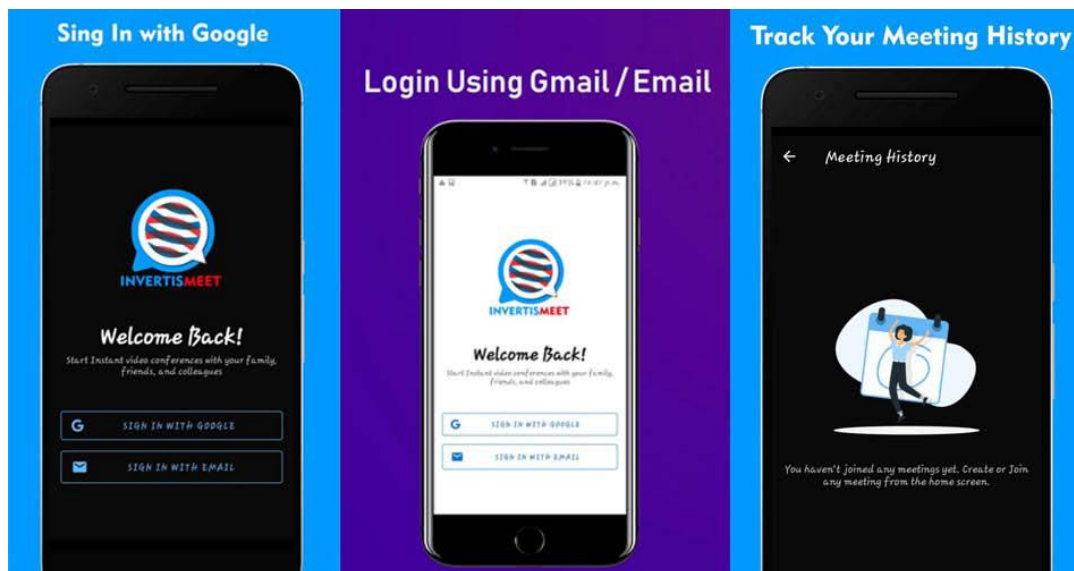 Sing In with Google
INVERTISMEET
Welcome Back!
Start Instant video conferences with your family,
friends, and colleagues
G
SIGN IN WITH GOOGLE
SIGN IN WITH EMAIL
Login Using Gmail / Email
INVERTISMEET
Welcome Back!
Start Instant video conferences with your family,
friends, and colleagues
G
SIGN IN WITH GOOGLE
SIGN IN WITH EMAIL
Track Your Meeting History
Meeting History
You haven't joined any meetings yet. Create or Join
any meeting from the home screen.